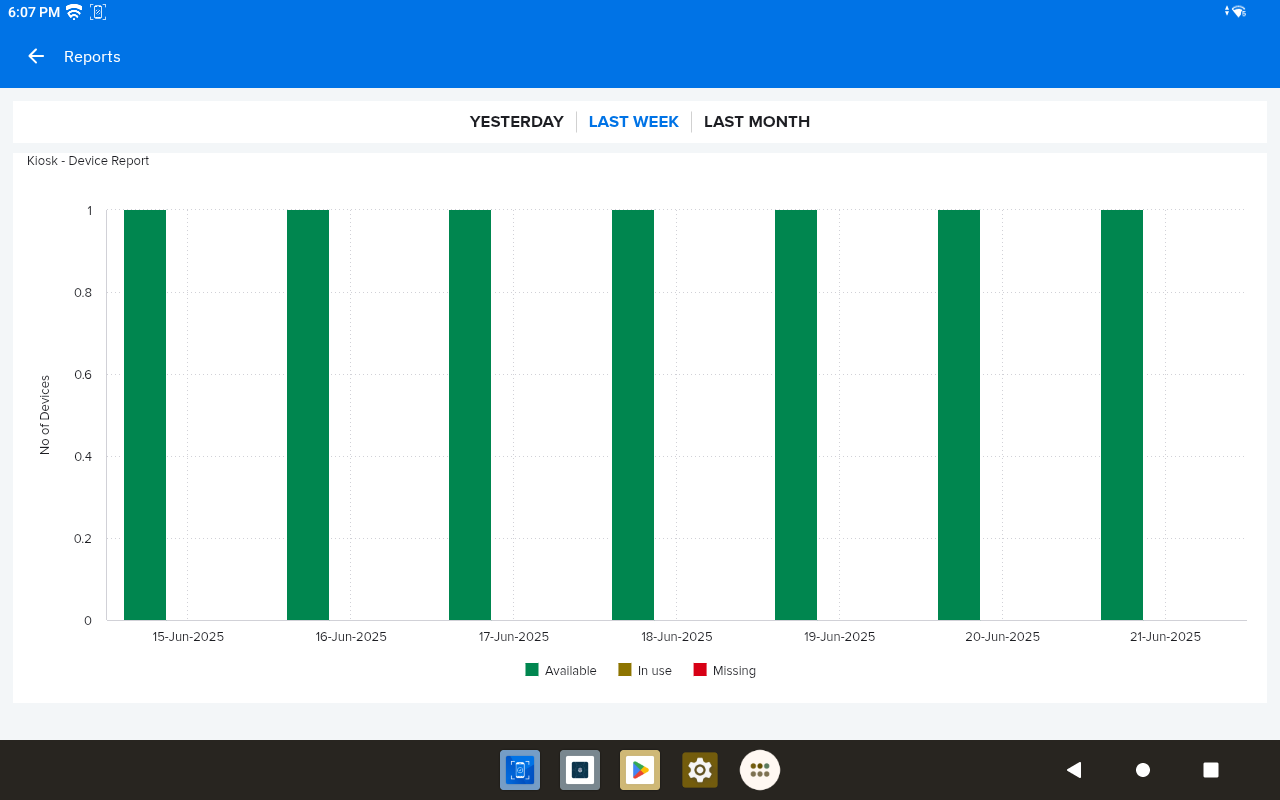 6:07 PM
Reports
YESTERDAY LAST WEEK LAST MONTH
Kiosk - Device Report
No of Devices
1
0.8
0.6
0.4
0.2
0
15-Jun-2025 16-Jun-2025 17-Jun-2025 18-Jun-2025 19-Jun-2025 20-Jun-2025 21-Jun-2025
Available In use Missing